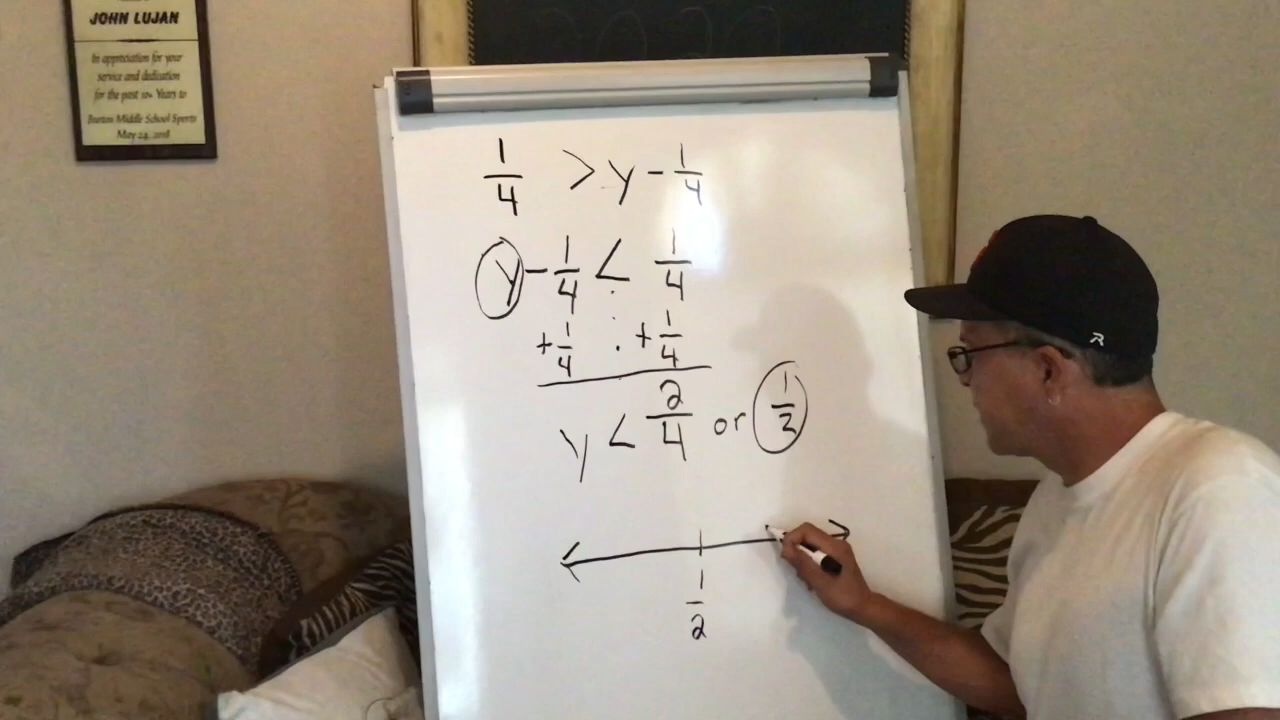 JOHN LUJAN
In appreciation for your
service and dedication
for the past 10+ Years to
Burton Middle School Sports
May 24, 2018
1/4 > y - 1/4
y - 1/4 < 1/4
+ 1/4 + 1/4
y < 2/4 or 1/2
1/2
R